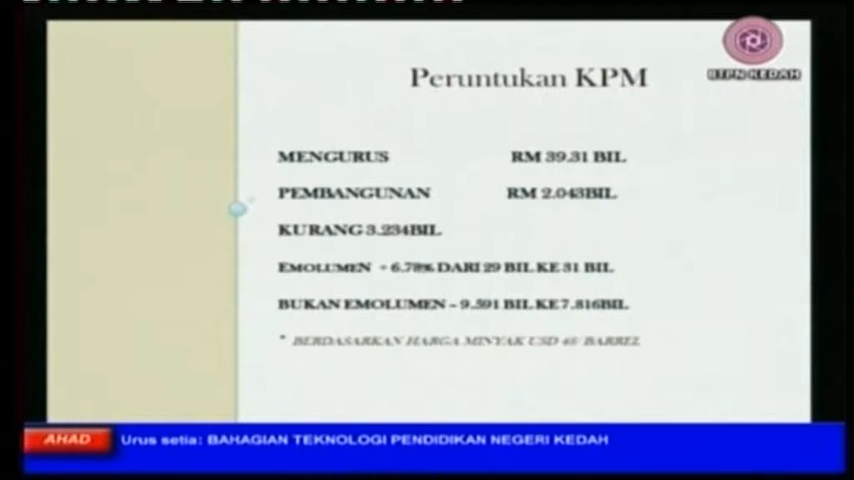 Peruntukan KPM
BTPN KEDAH
MENGURUS RM 39.31 BIL
PEMBANGUNAN RM 2.043BIL
KURANG 3.234BIL
EMOLUMEN + 6.78% DARI 29 BIL KE 31 BIL
BUKAN EMOLUMEN – 9.591 BIL KE 7.816BIL
* BERDASARKAN HARGA MINYAK USD 48/ BARREL
AHAD Urus setia: BAHAGIAN TEKNOLOGI PENDIDIKAN NEGERI KEDAH